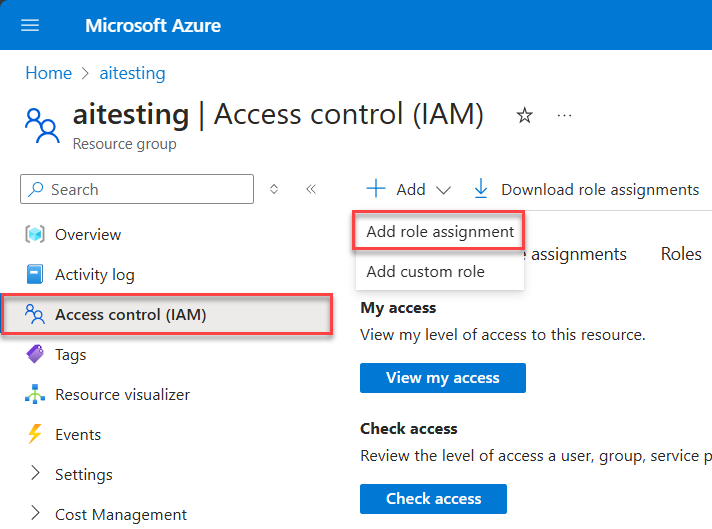 Microsoft Azure
Home > aitesting
aitesting | Access control (IAM)
Resource group
Search
Add
Download role assignments
Overview
Add role assignment
assignments
Roles
Add custom role
Activity log
Access control (IAM)
My access
View my level of access to this resource.
Tags
View my access
Resource visualizer
Events
Check access
Review the level of access a user, group, service
Settings
Check access
Cost Management